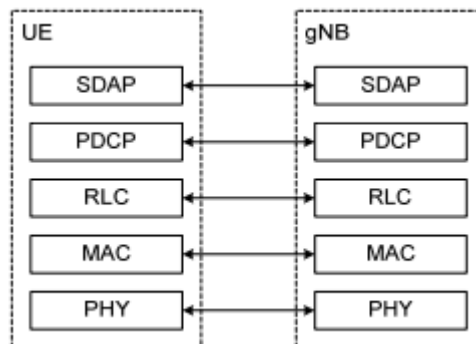 UE gNB
SDAP SDAP
PDCP PDCP
RLC RLC
MAC MAC
PHY PHY